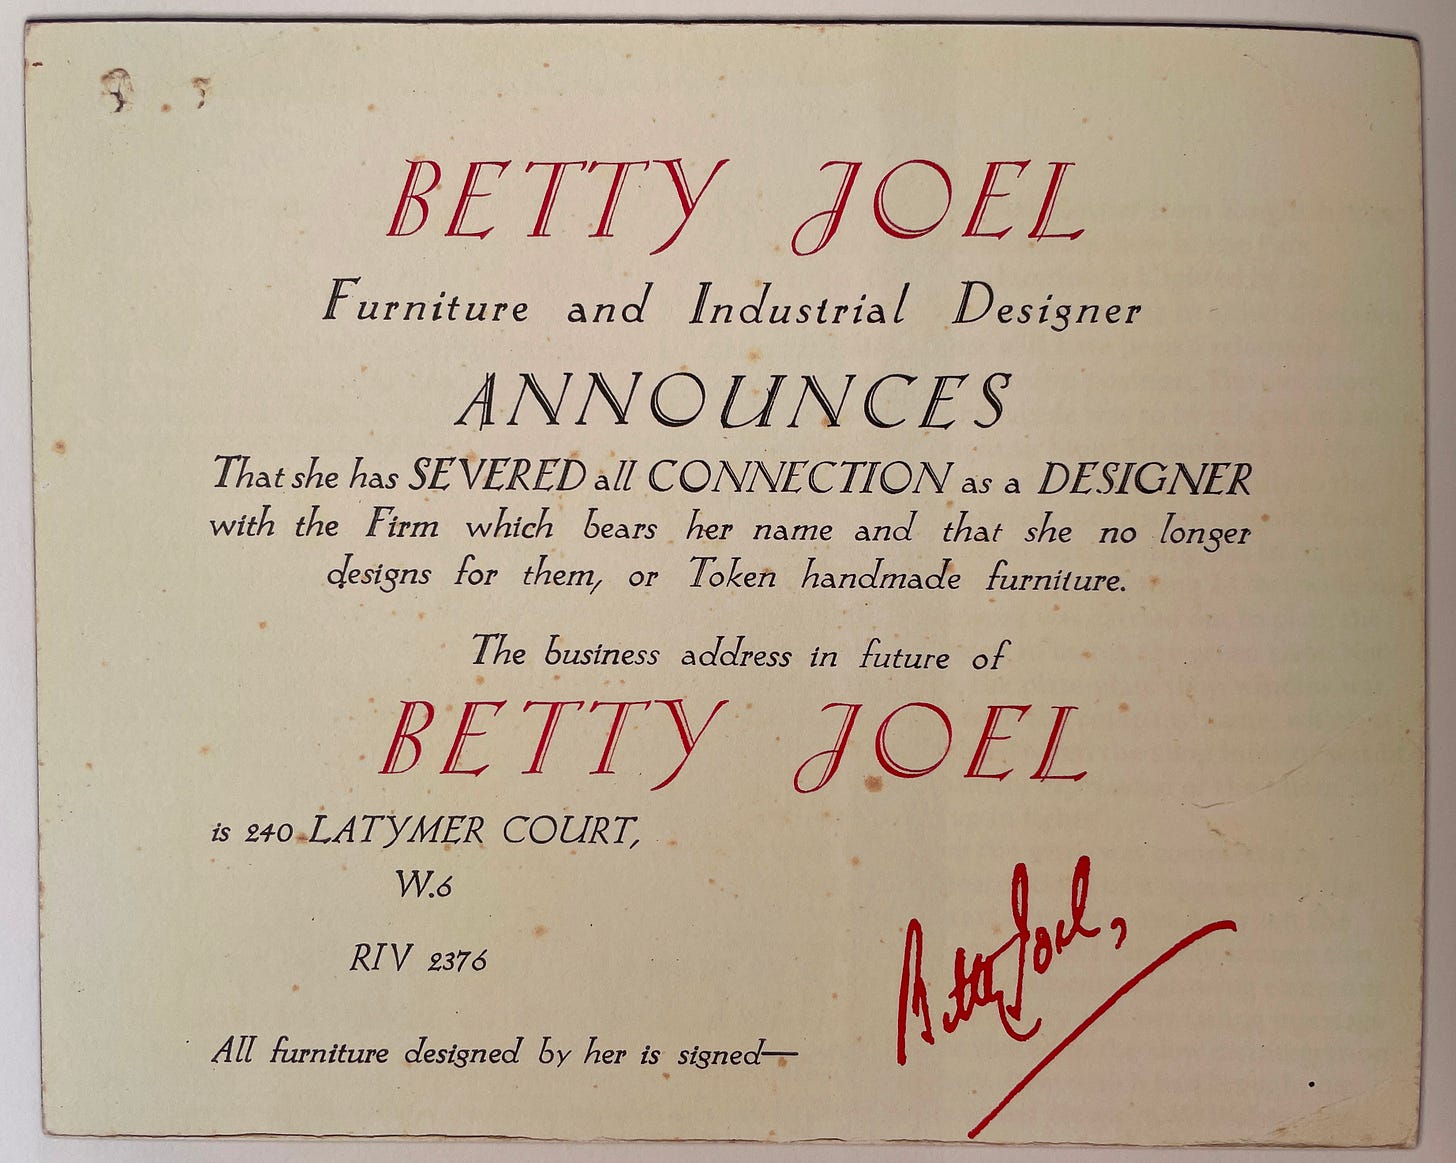 BETTY JOEL
Furniture and Industrial Designer
ANNOUNCES
That she has SEVERED all CONNECTION as a DESIGNER
with the Firm which bears her name and that she no longer
designs for them, or Token handmade furniture.
The business address in future of
BETTY JOEL
is 240 LATYMER COURT,
W.6
RIV 2376
All furniture designed by her is signed—
Betty Joel,